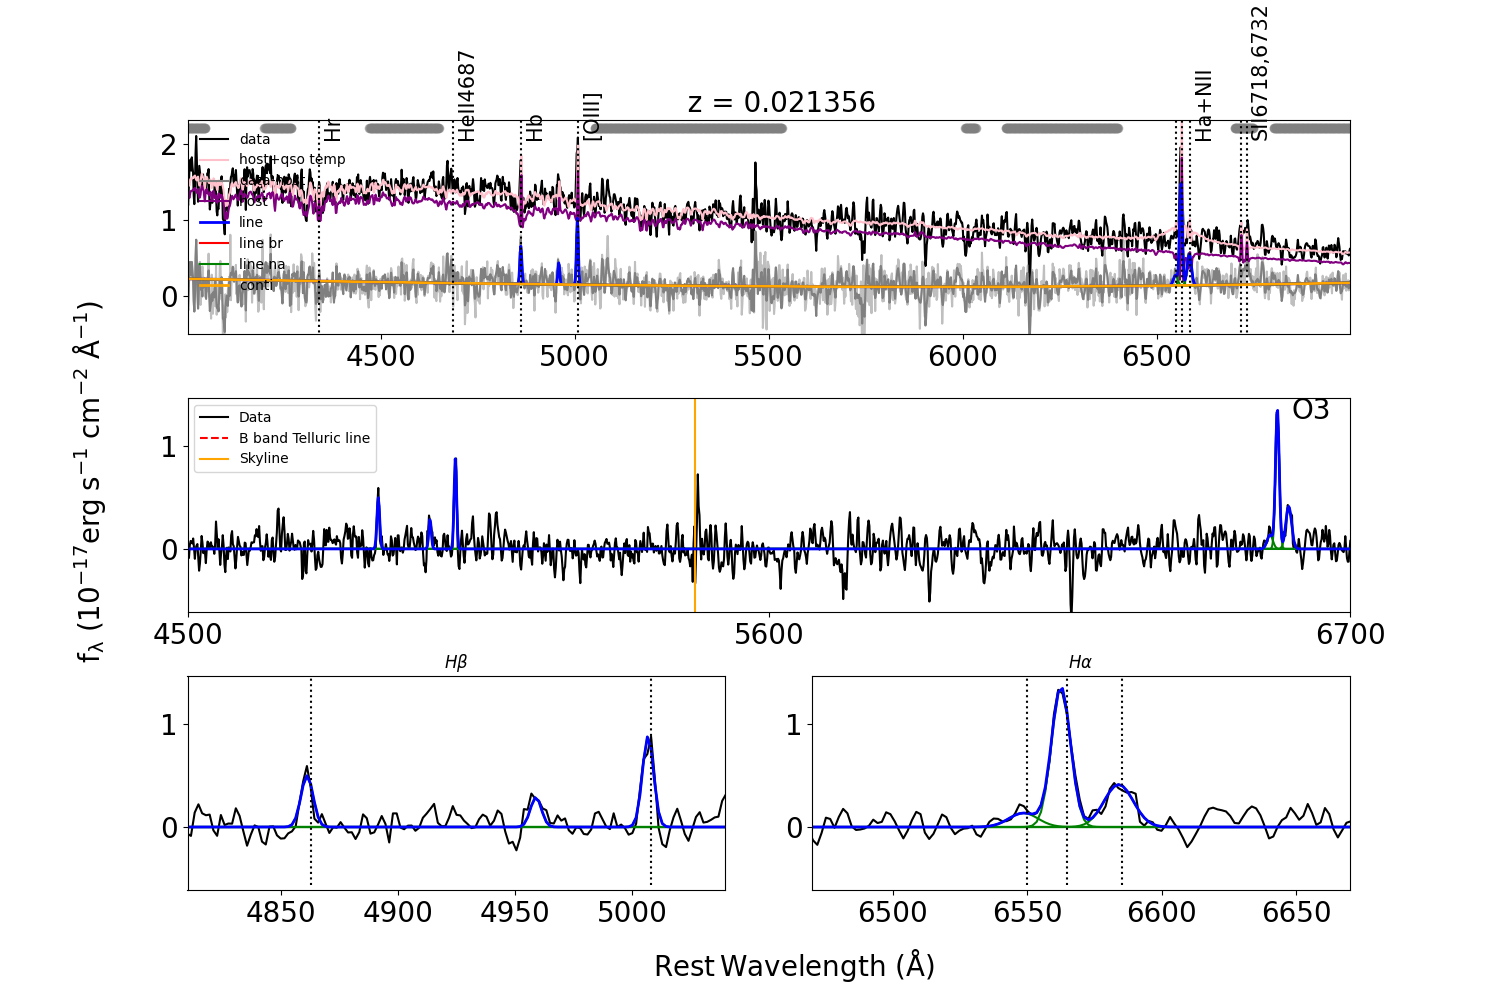 z = 0.021356
Hr
HeII4687
Hb
[OIII]
Ha+NII
SII6718,6732
data
host+qso temp
host
line
line br
line na
conti
2
1
0
4500 5000 5500 6000 6500
Data
B band Telluric line
Skyline
O3
1
0
4500 5600 6700
fλ (10−17erg s−1 cm−2 Å−1)
Hβ
1
0
4850 4900 4950 5000
Hα
1
0
6500 6550 6600 6650
Rest Wavelength (Å)